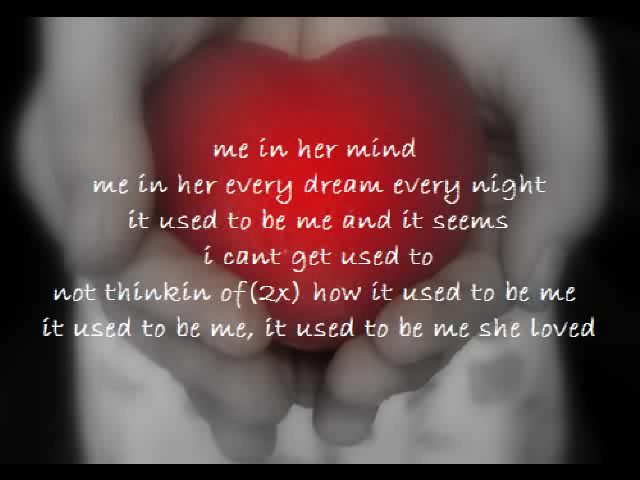 me in her mind
me in her every dream every night
it used to be me and it seems
i cant get used to
not thinkin of(2x) how it used to be me
it used to be me, it used to be me she loved